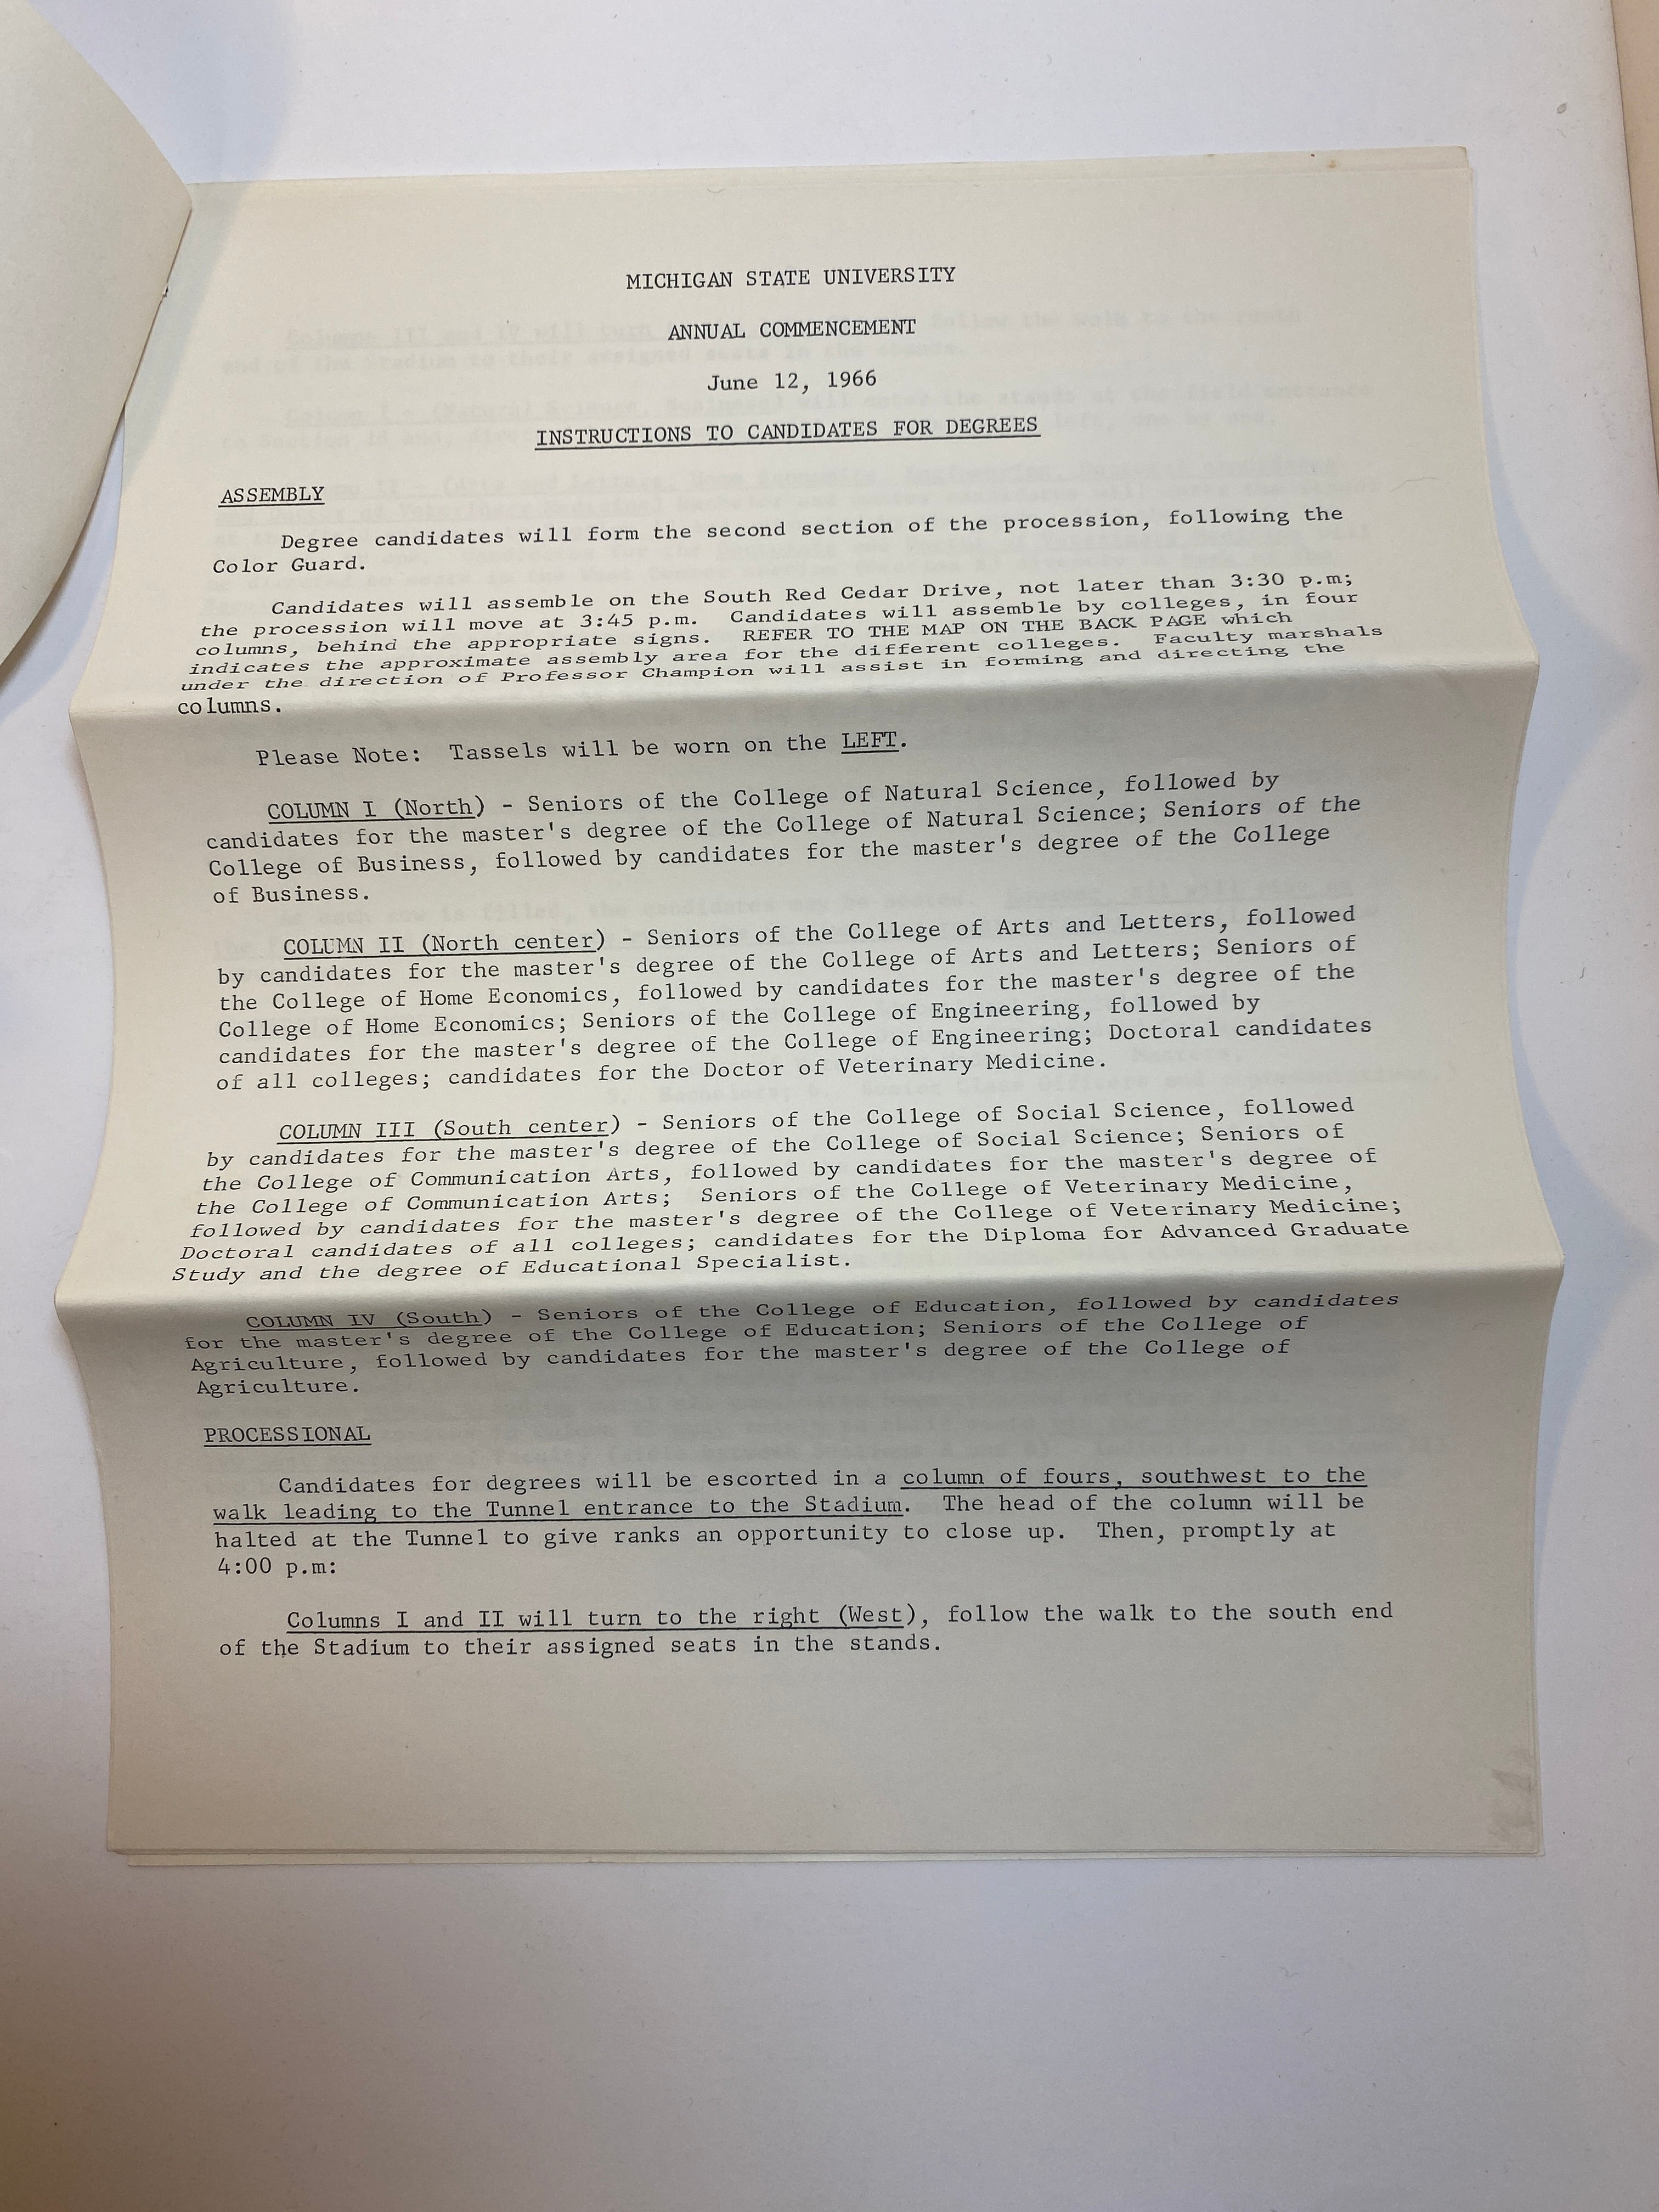 MICHIGAN STATE UNIVERSITY
ANNUAL COMMENCEMENT
June 12, 1966
INSTRUCTIONS TO CANDIDATES FOR DEGREES
ASSEMBLY
Degree candidates will form the second section of the procession, following the
Color Guard.
Candidates will assemble on the South Red Cedar Drive, not later than 3:30 p.m;
the procession will move at 3:45 p.m. Candidates will assemble by colleges, in four
columns, behind the appropriate signs. REFER TO THE MAP ON THE BACK PAGE which
indicates the approximate assembly area for the different colleges. Faculty marshals
under the direction of Professor Champion will assist in forming and directing the
columns.
Please Note: Tassels will be worn on the LEFT.
COLUMN I (North) - Seniors of the College of Natural Science, followed by
candidates for the master's degree of the College of Natural Science; Seniors of the
College of Business, followed by candidates for the master's degree of the College
of Business.
COLUMN II (North center) - Seniors of the College of Arts and Letters, followed
by candidates for the master's degree of the College of Arts and Letters; Seniors of
the College of Home Economics, followed by candidates for the master's degree of the
College of Home Economics; Seniors of the College of Engineering, followed by
candidates for the master's degree of the College of Engineering; Doctoral candidates
of all colleges; candidates for the Doctor of Veterinary Medicine.
COLUMN III (South center) - Seniors of the College of Social Science, followed
by candidates for the master's degree of the College of Social Science; Seniors of
the College of Communication Arts, followed by candidates for the master's degree of
the College of Communication Arts; Seniors of the College of Veterinary Medicine,
followed by candidates for the master's degree of the College of Veterinary Medicine;
Doctoral candidates of all colleges; candidates for the Diploma for Advanced Graduate
Study and the degree of Educational Specialist.
COLUMN IV (South) - Seniors of the College of Education, followed by candidates
for the master's degree of the College of Education; Seniors of the College of
Agriculture, followed by candidates for the master's degree of the College of
Agriculture.
PROCESSIONAL
Candidates for degrees will be escorted in a column of fours, southwest to the
walk leading to the Tunnel entrance to the Stadium. The head of the column will be
halted at the Tunnel to give ranks an opportunity to close up. Then, promptly at
4:00 p.m:
Columns I and II will turn to the right (West), follow the walk to the south end
of the Stadium to their assigned seats in the stands.